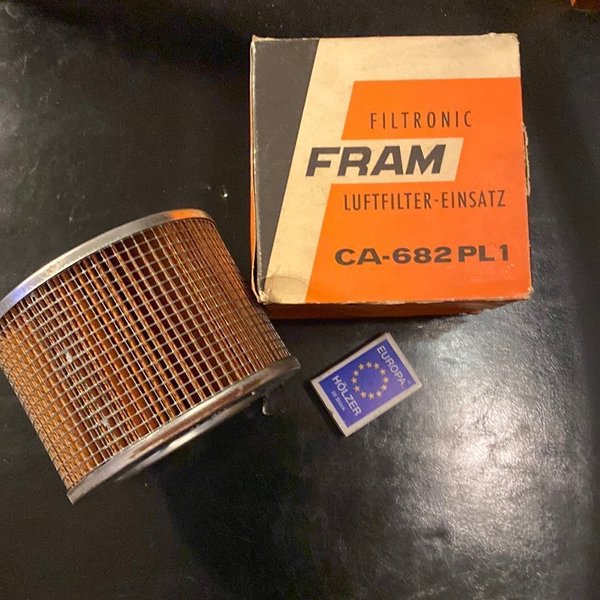 FILTRONIC
FRAM
LUFTFILTER-EINSATZ
CA-682 PL1
EUROPA
HÖLZER